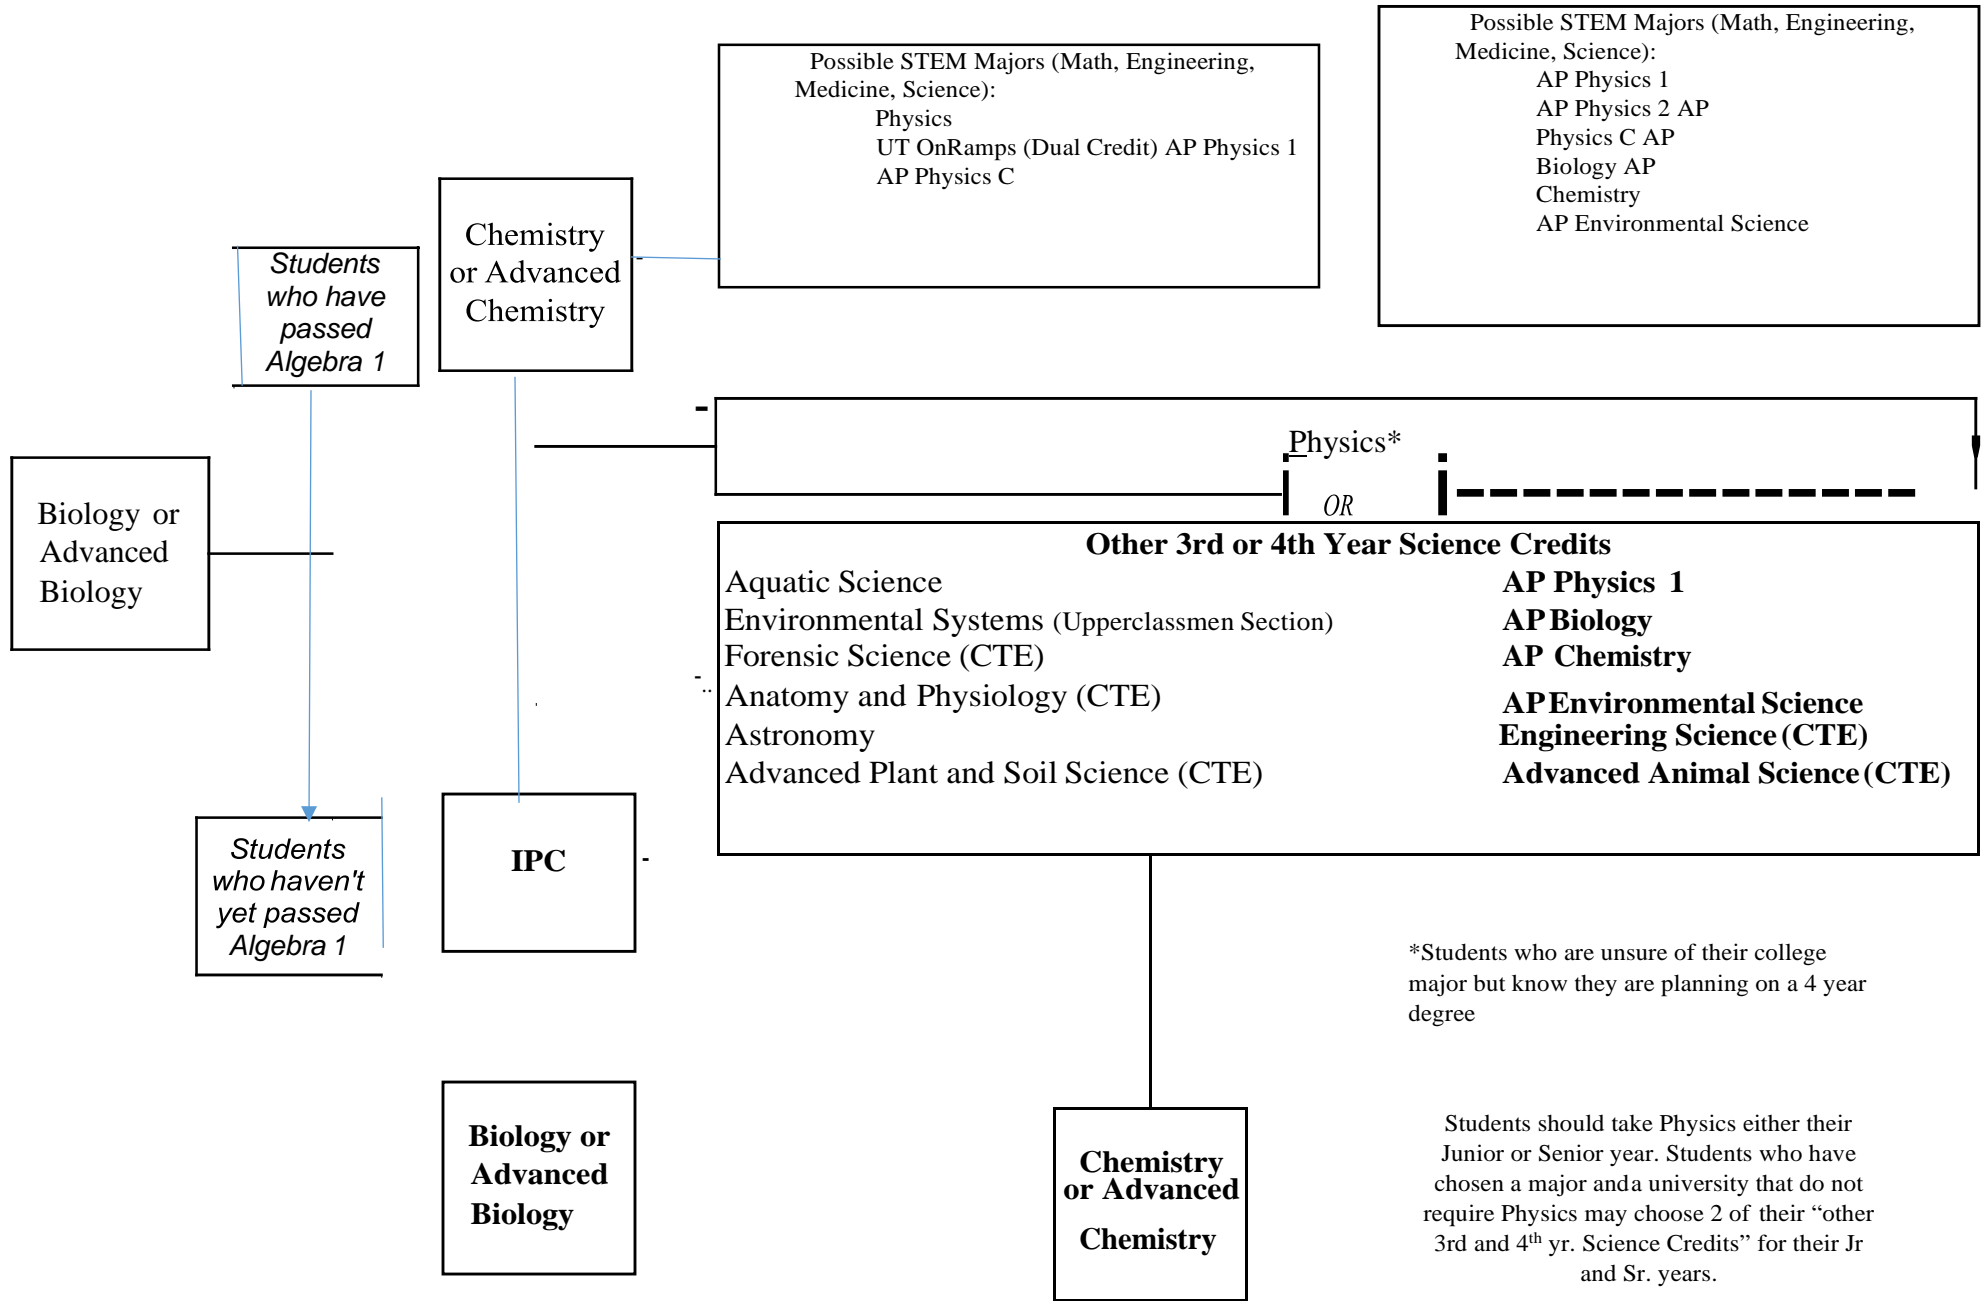 Possible STEM Majors (Math, Engineering,
Medicine, Science):
Physics
UT OnRamps (Dual Credit) AP Physics 1
AP Physics C
Possible STEM Majors (Math, Engineering,
Medicine, Science):
AP Physics 1
AP Physics 2 AP
Physics C AP
Biology AP
Chemistry
AP Environmental Science
Chemistry
or Advanced
Chemistry
Students
who have
passed
Algebra 1
Biology or
Advanced
Biology
Physics*
OR
Other 3rd or 4th Year Science Credits
Aquatic Science
Environmental Systems (Upperclassmen Section)
Forensic Science (CTE)
Anatomy and Physiology (CTE)
Astronomy
Advanced Plant and Soil Science (CTE)
AP Physics 1
AP Biology
AP Chemistry
AP Environmental Science
Engineering Science (CTE)
Advanced Animal Science (CTE)
Students
who haven't
yet passed
Algebra 1
IPC
*Students who are unsure of their college
major but know they are planning on a 4 year
degree
Biology or
Advanced
Biology
Chemistry
or Advanced
Chemistry
Students should take Physics either their
Junior or Senior year. Students who have
chosen a major anda university that do not
require Physics may choose 2 of their “other
3rd and 4th yr. Science Credits” for their Jr
and Sr. years.